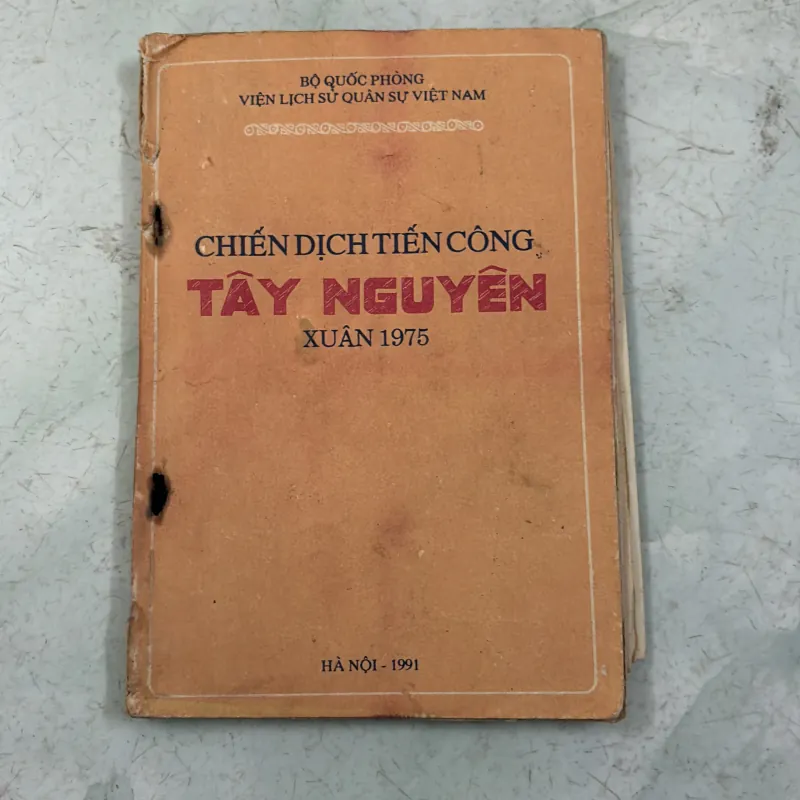 BỘ QUỐC PHÒNG
VIỆN LỊCH SỬ QUÂN SỰ VIỆT NAM
CHIẾN DỊCH TIẾN CÔNG
TÂY NGUYÊN
XUÂN 1975
HÀ NỘI - 1991